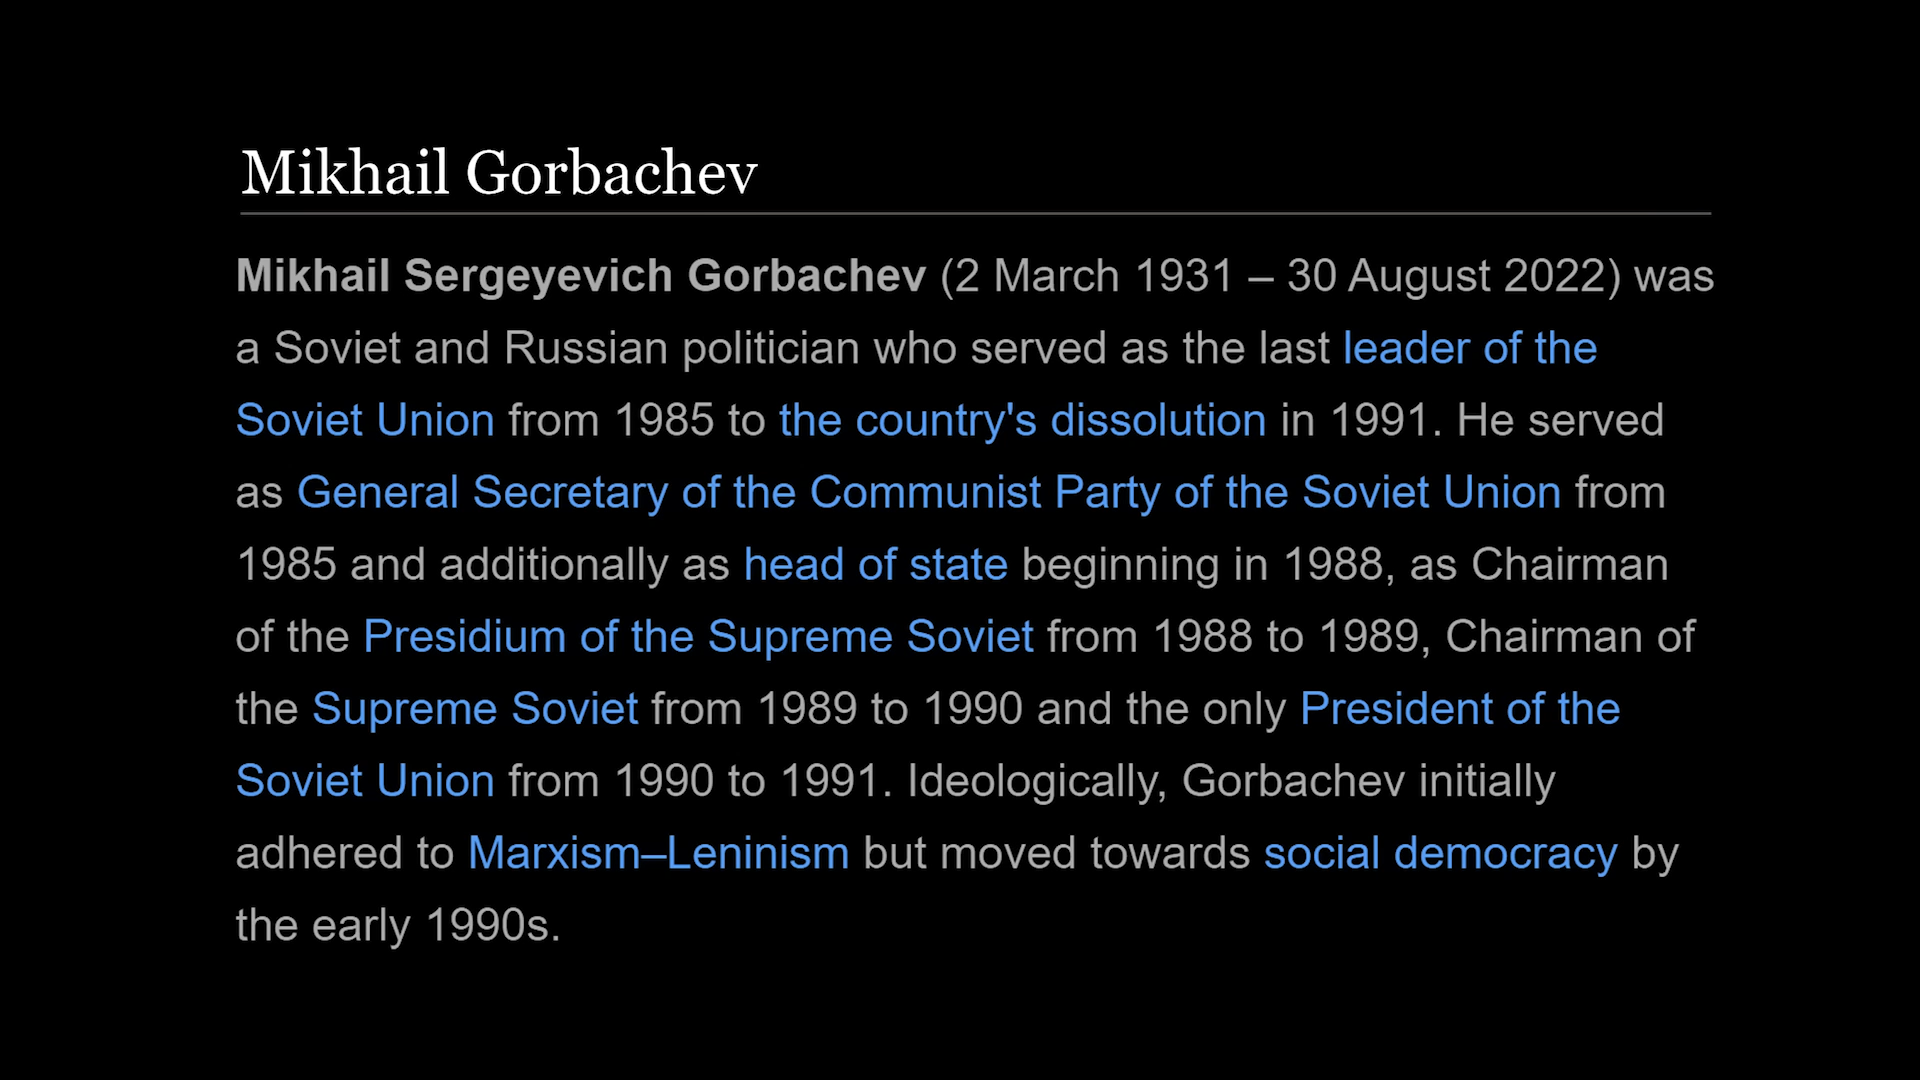 Mikhail Gorbachev
Mikhail Sergeyevich Gorbachev (2 March 1931 – 30 August 2022) was
a Soviet and Russian politician who served as the last leader of the
Soviet Union from 1985 to the country's dissolution in 1991. He served
as General Secretary of the Communist Party of the Soviet Union from
1985 and additionally as head of state beginning in 1988, as Chairman
of the Presidium of the Supreme Soviet from 1988 to 1989, Chairman of
the Supreme Soviet from 1989 to 1990 and the only President of the
Soviet Union from 1990 to 1991. Ideologically, Gorbachev initially
adhered to Marxism–Leninism but moved towards social democracy by
the early 1990s.